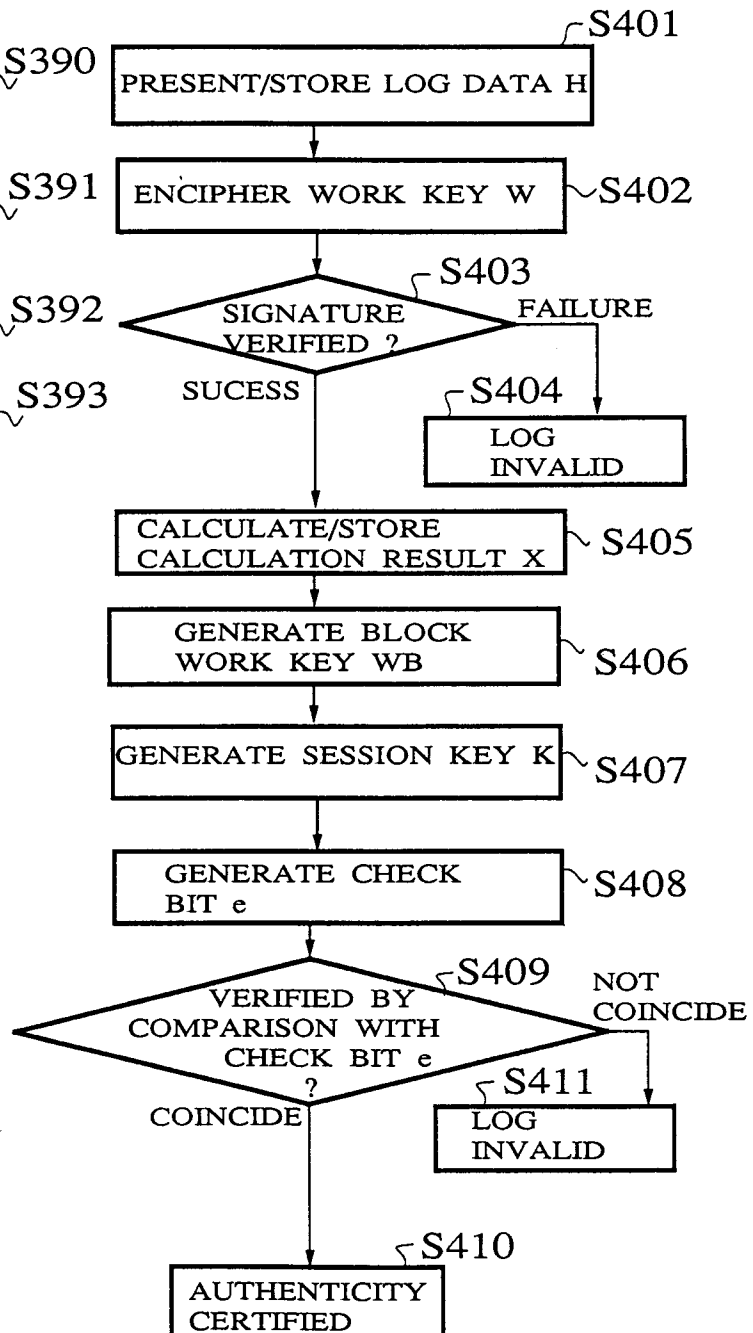 S401
S390
PRESENT/STORE LOG DATA H
S391
ENCIPHER WORK KEY W
S402
S403
S392
SIGNATURE
VERIFIED ?
FAILURE
S393
SUCESS
S404
LOG
INVALID
CALCULATE/STORE
CALCULATION RESULT X
S405
GENERATE BLOCK
WORK KEY WB
S406
GENERATE SESSION KEY K
S407
GENERATE CHECK
BIT e
S408
S409
NOT
COINCIDE
VERIFIED BY
COMPARISON WITH
CHECK BIT e
?
COINCIDE
S411
LOG
INVALID
S410
AUTHENTICITY
CERTIFIED